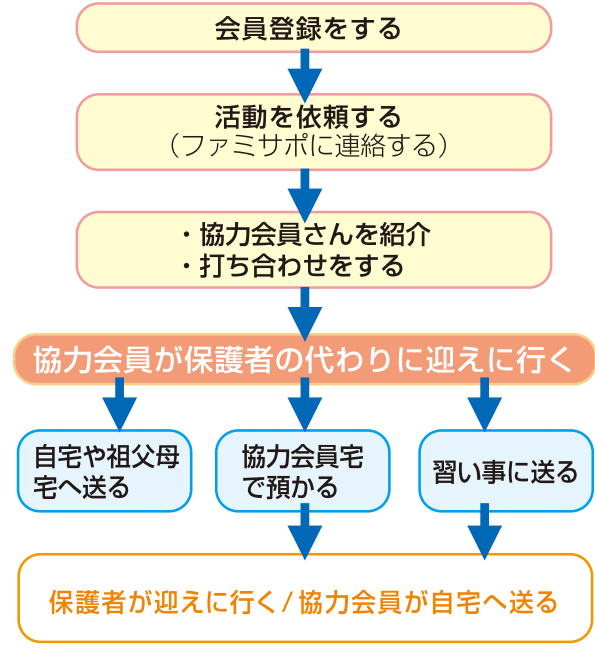 会員登録をする
活動を依頼する
（ファミサポに連絡する）
・協力会員さんを紹介
・打ち合わせをする
協力会員が保護者の代わりに迎えに行く
自宅や祖父母
宅へ送る
協力会員宅
で預かる
習い事に送る
保護者が迎えに行く/協力会員が自宅へ送る